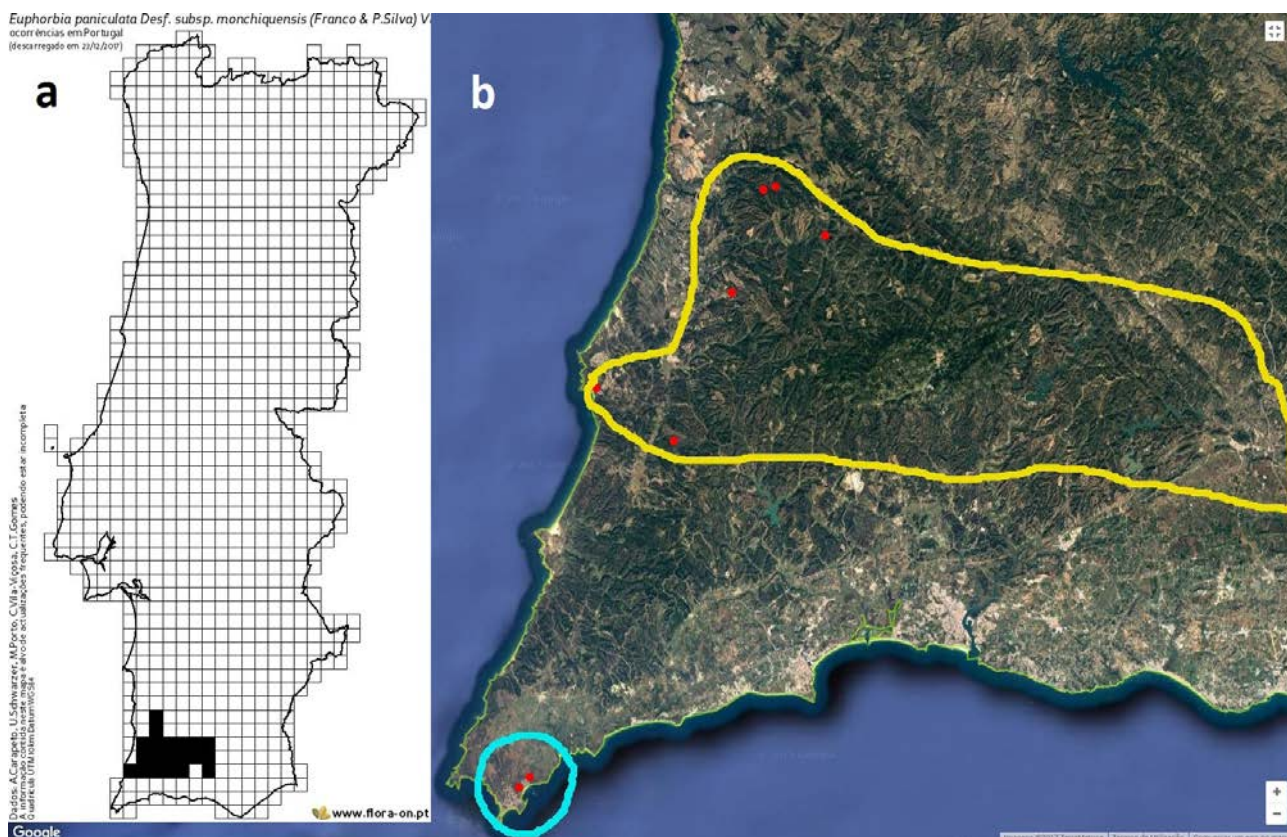 Euphorbia paniculata Desf. subsp. monchiquensis (Franco & P.Silva) V
ocorrências em Portugal
(descarregado em 22/12/2017)
a
b
Dados: A.Carapeto, U.Schwarzer, M.Porto, C.Vila-Viçosa, C.T.Gomes
A informação contida neste mapa é alvo de actualizações frequentes, podendo estar incompleta
Quadrícula UTM 10km Datum WGS84
www.flora-on.pt
Google
+
−